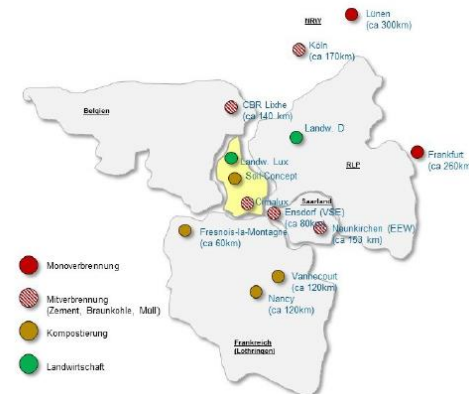 NRW
Lünen
(ca 300km)
Köln
(ca 170km)
Belgien
CBR Lixhe
(ca 140 km)
Landw. D
Landw. Lux
Soil-Concept
RLP
Frankfurt
(ca 260km)
Saarland
Cimalux
Ensdorf (VSE)
(ca 80km)
Neunkirchen (EEW)
(ca 150 km)
Fresnois-la-Montagne
(ca 60km)
Vannecourt
(ca 120km)
Nancy
(ca 120km)
Frankreich
(Lothringen)
Monoverbrennung
Mitverbrennung
(Zement, Braunkohle, Müll)
Kompostierung
Landwirtschaft